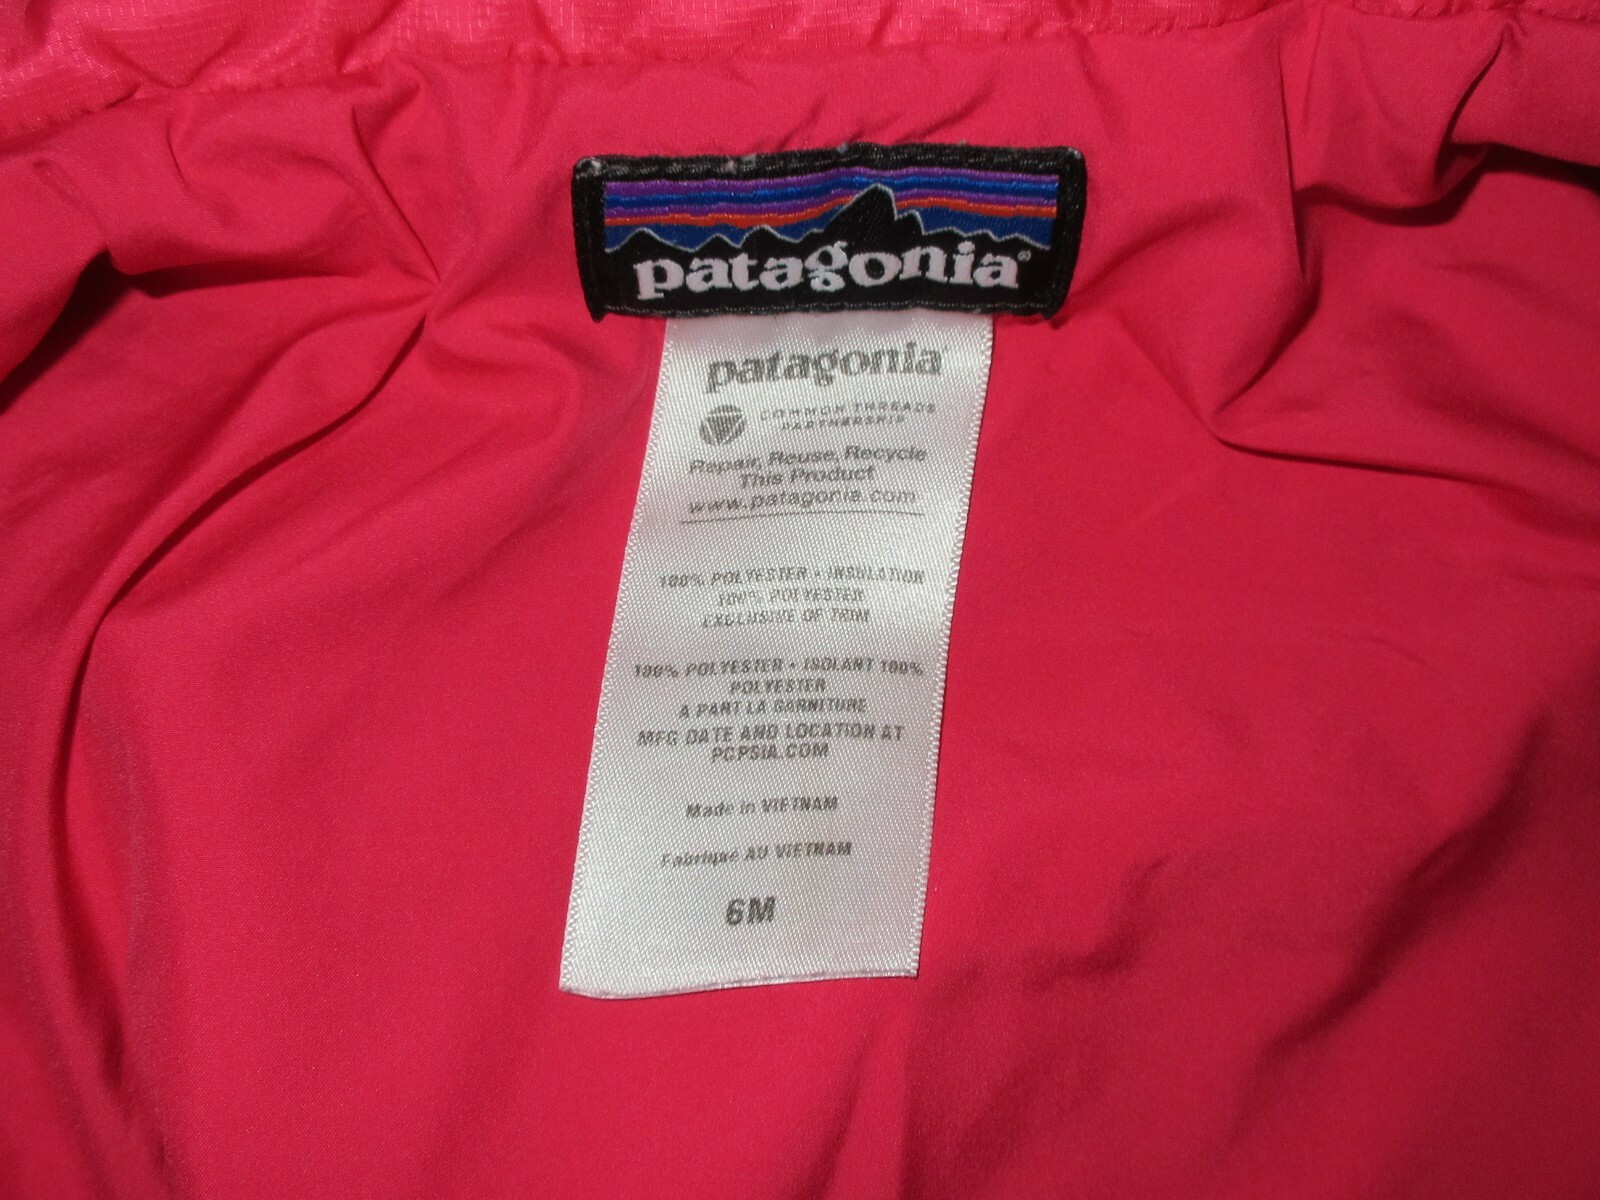 patagonia®
patagonia
COMMON THREADS
PARTNERSHIP
Repair, Reuse, Recycle
This Product
www.patagonia.com
100% POLYESTER • INSULATION
100% POLYESTER
EXCLUSIVE OF TRIM
100% POLYESTER • ISOLANT 100%
POLYESTER
A PART LA GARNITURE
MFG DATE AND LOCATION AT
PCPSIA.COM
Made in VIETNAM
Fabriqué AU VIETNAM
6M